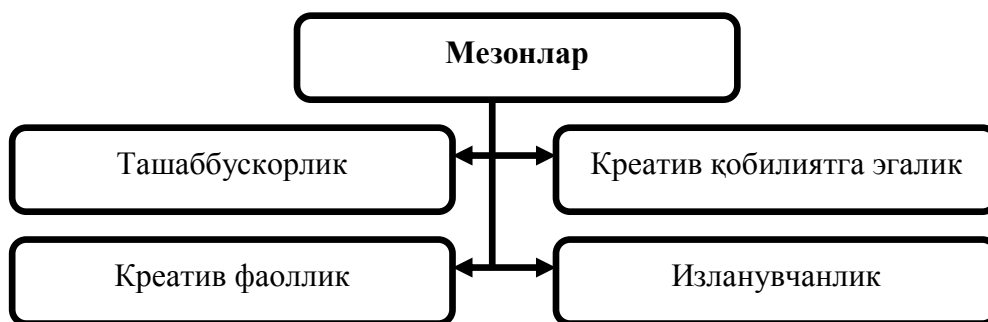 Мезонлар
Ташаббускорлик
Креатив қобилиятга эгалик
Креатив фаоллик
Изланувчанлик